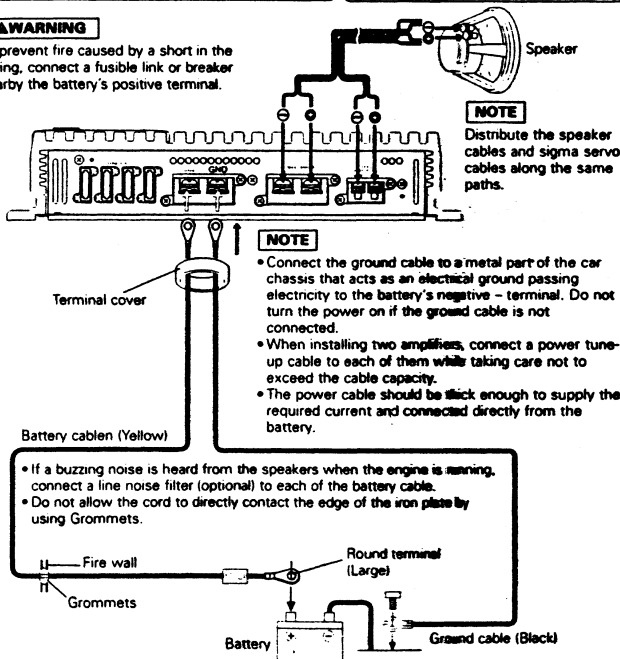 WARNING
prevent fire caused by a short in the
ing, connect a fusible link or breaker
arby the battery's positive terminal.
Speaker
NOTE
Distribute the speaker
cables and sigma servo
cables along the same
paths.
GND
NOTE
• Connect the ground cable to a metal part of the car
chassis that acts as an electrical ground passing
electricity to the battery's negative – terminal. Do not
turn the power on if the ground cable is not
connected.
• When installing two amplifiers, connect a power tune-
up cable to each of them while taking care not to
exceed the cable capacity.
• The power cable should be thick enough to supply the
required current and connected directly from the
battery.
Terminal cover
Battery cablen (Yellow)
• If a buzzing noise is heard from the speakers when the engine is running,
connect a line noise filter (optional) to each of the battery cable.
• Do not allow the cord to directly contact the edge of the iron plate by
using Grommets.
Fire wall
Grommets
Round terminal
(Large)
Battery
+ −
Ground cable (Black)